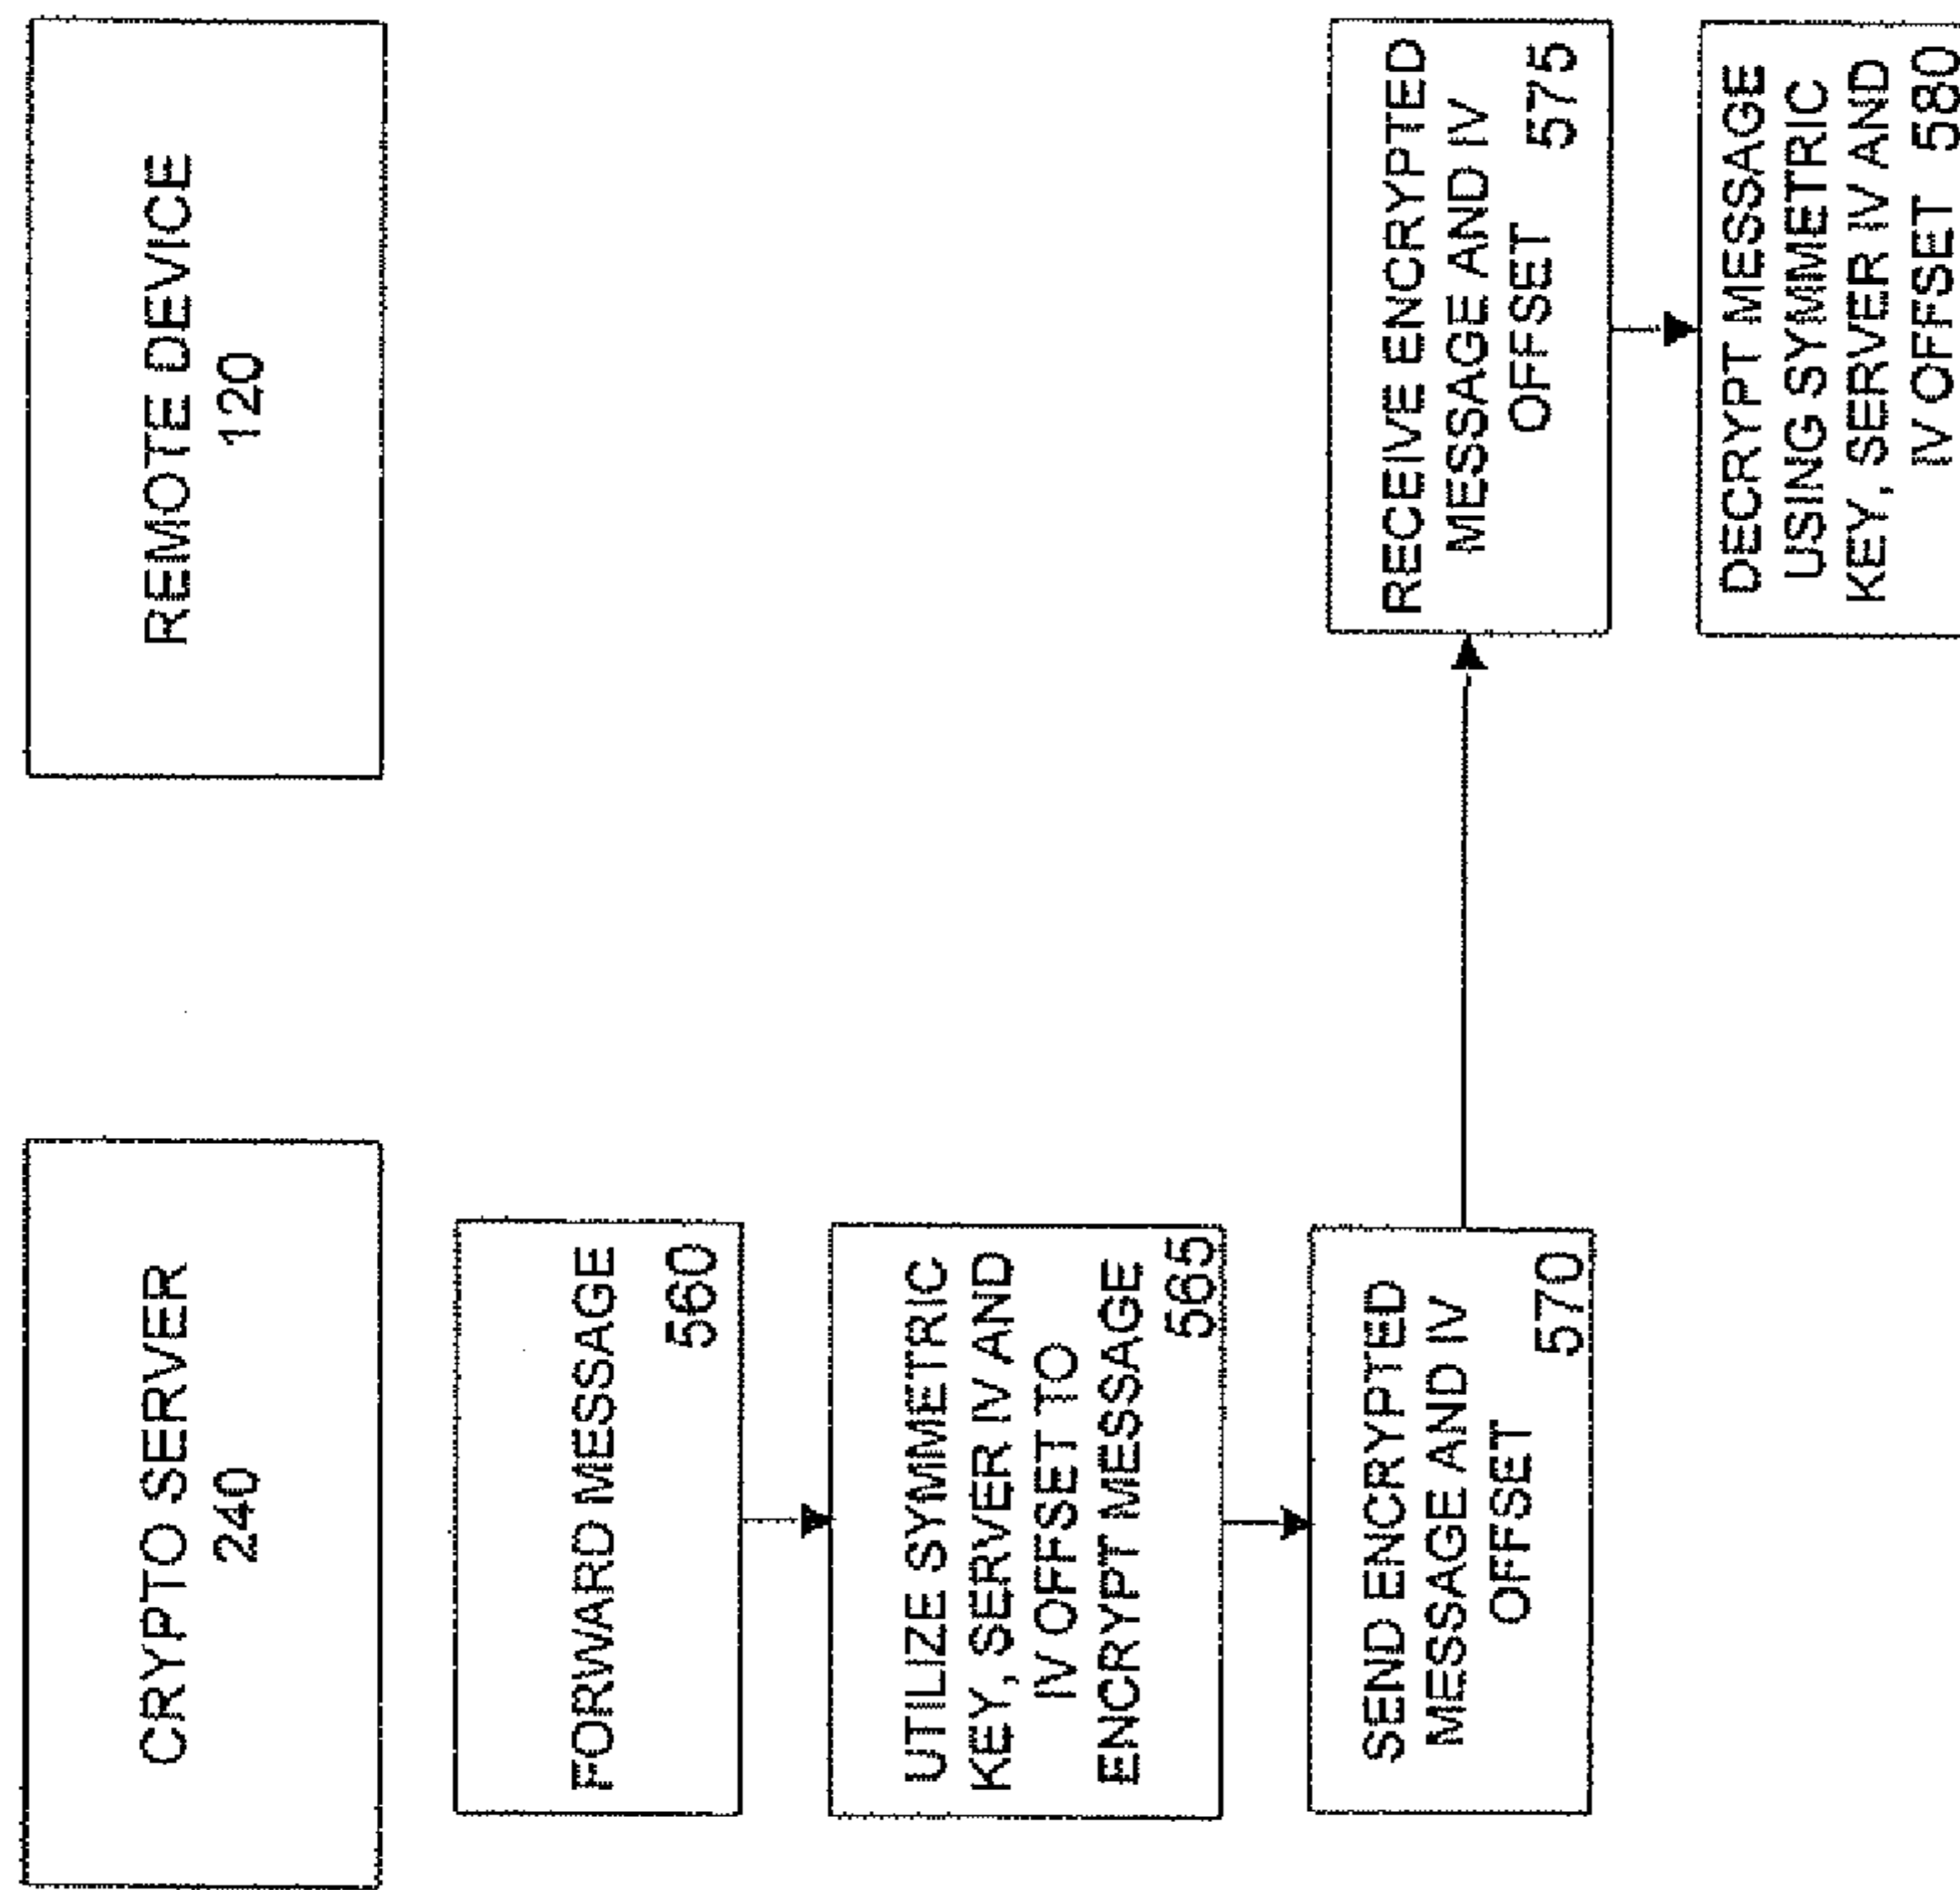 CRYPTO SERVER
240
REMOTE DEVICE
120
FORWARD MESSAGE
560
UTILIZE SYMMETRIC
KEY, SERVER IV AND
IV OFFSET TO
ENCRYPT MESSAGE
565
SEND ENCRYPTED
MESSAGE AND IV
OFFSET 570
RECEIVE ENCRYPTED
MESSAGE AND IV
OFFSET 575
DECRYPT MESSAGE
USING SYMMETRIC
KEY, SERVER IV AND
IV OFFSET 580